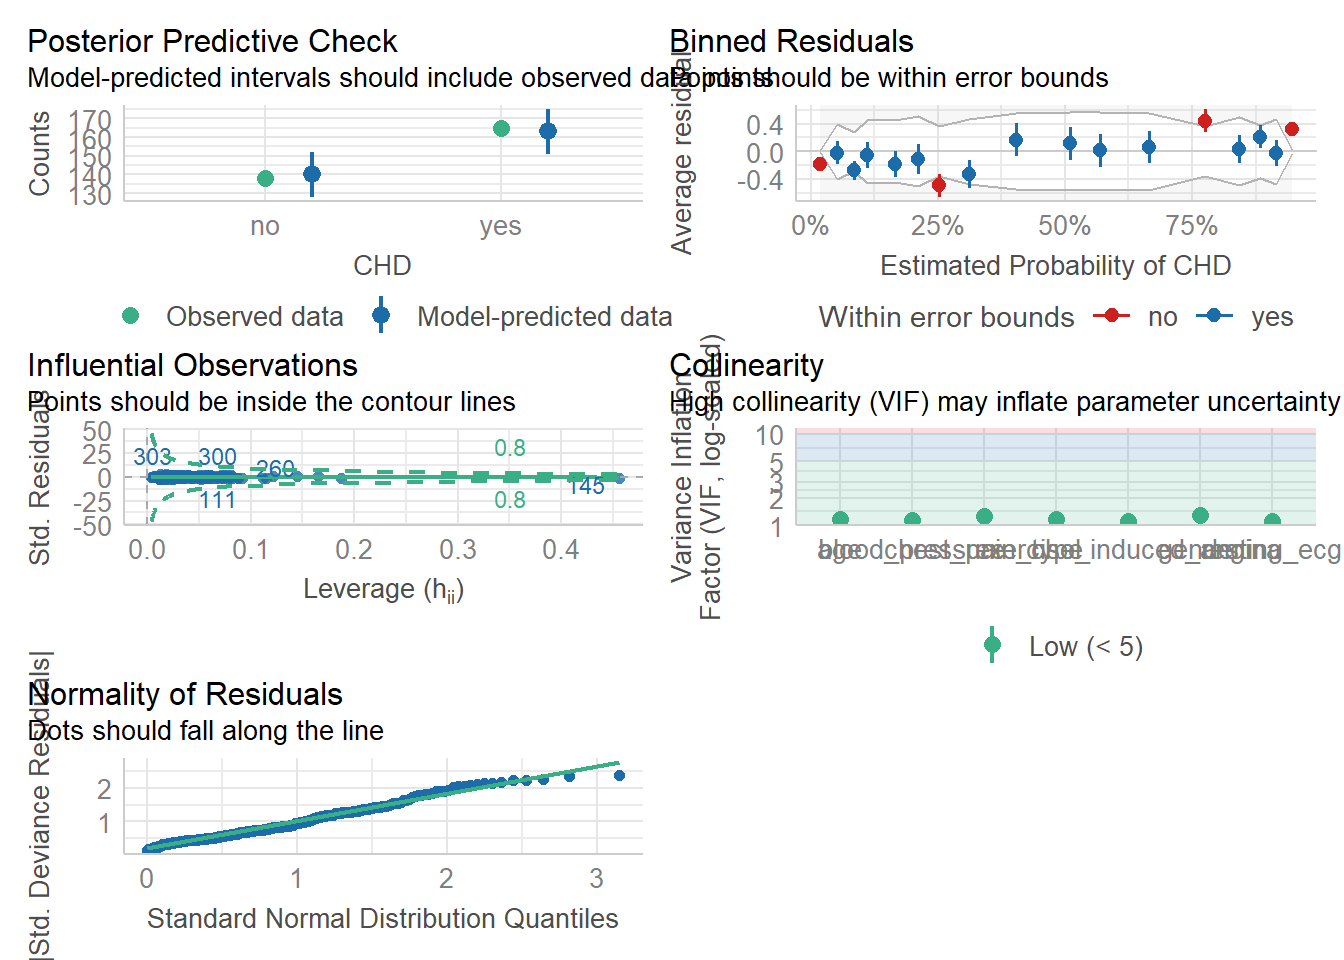 Posterior Predictive Check
Model-predicted intervals should include observed data points
Counts
170
160
150
140
130
no
yes
CHD
Observed data
Model-predicted data
Binned Residuals
Points should be within error bounds
Average residual
0.4
0.0
-0.4
0%
25%
50%
75%
Estimated Probability of CHD
Within error bounds
no
yes
Influential Observations
Points should be inside the contour lines
Std. Residuals
50
25
0
-25
-50
303
300
260
111
145
0.8
0.8
0.0
0.1
0.2
0.3
0.4
Leverage (hii)
Collinearity
High collinearity (VIF) may inflate parameter uncertainty
Variance Inflation
Factor (VIF, log-scaled)
10
5
3
2
1
Low (< 5)
Normality of Residuals
Dots should fall along the line
|Std. Deviance Residuals|
2
1
0
1
2
3
Standard Normal Distribution Quantiles